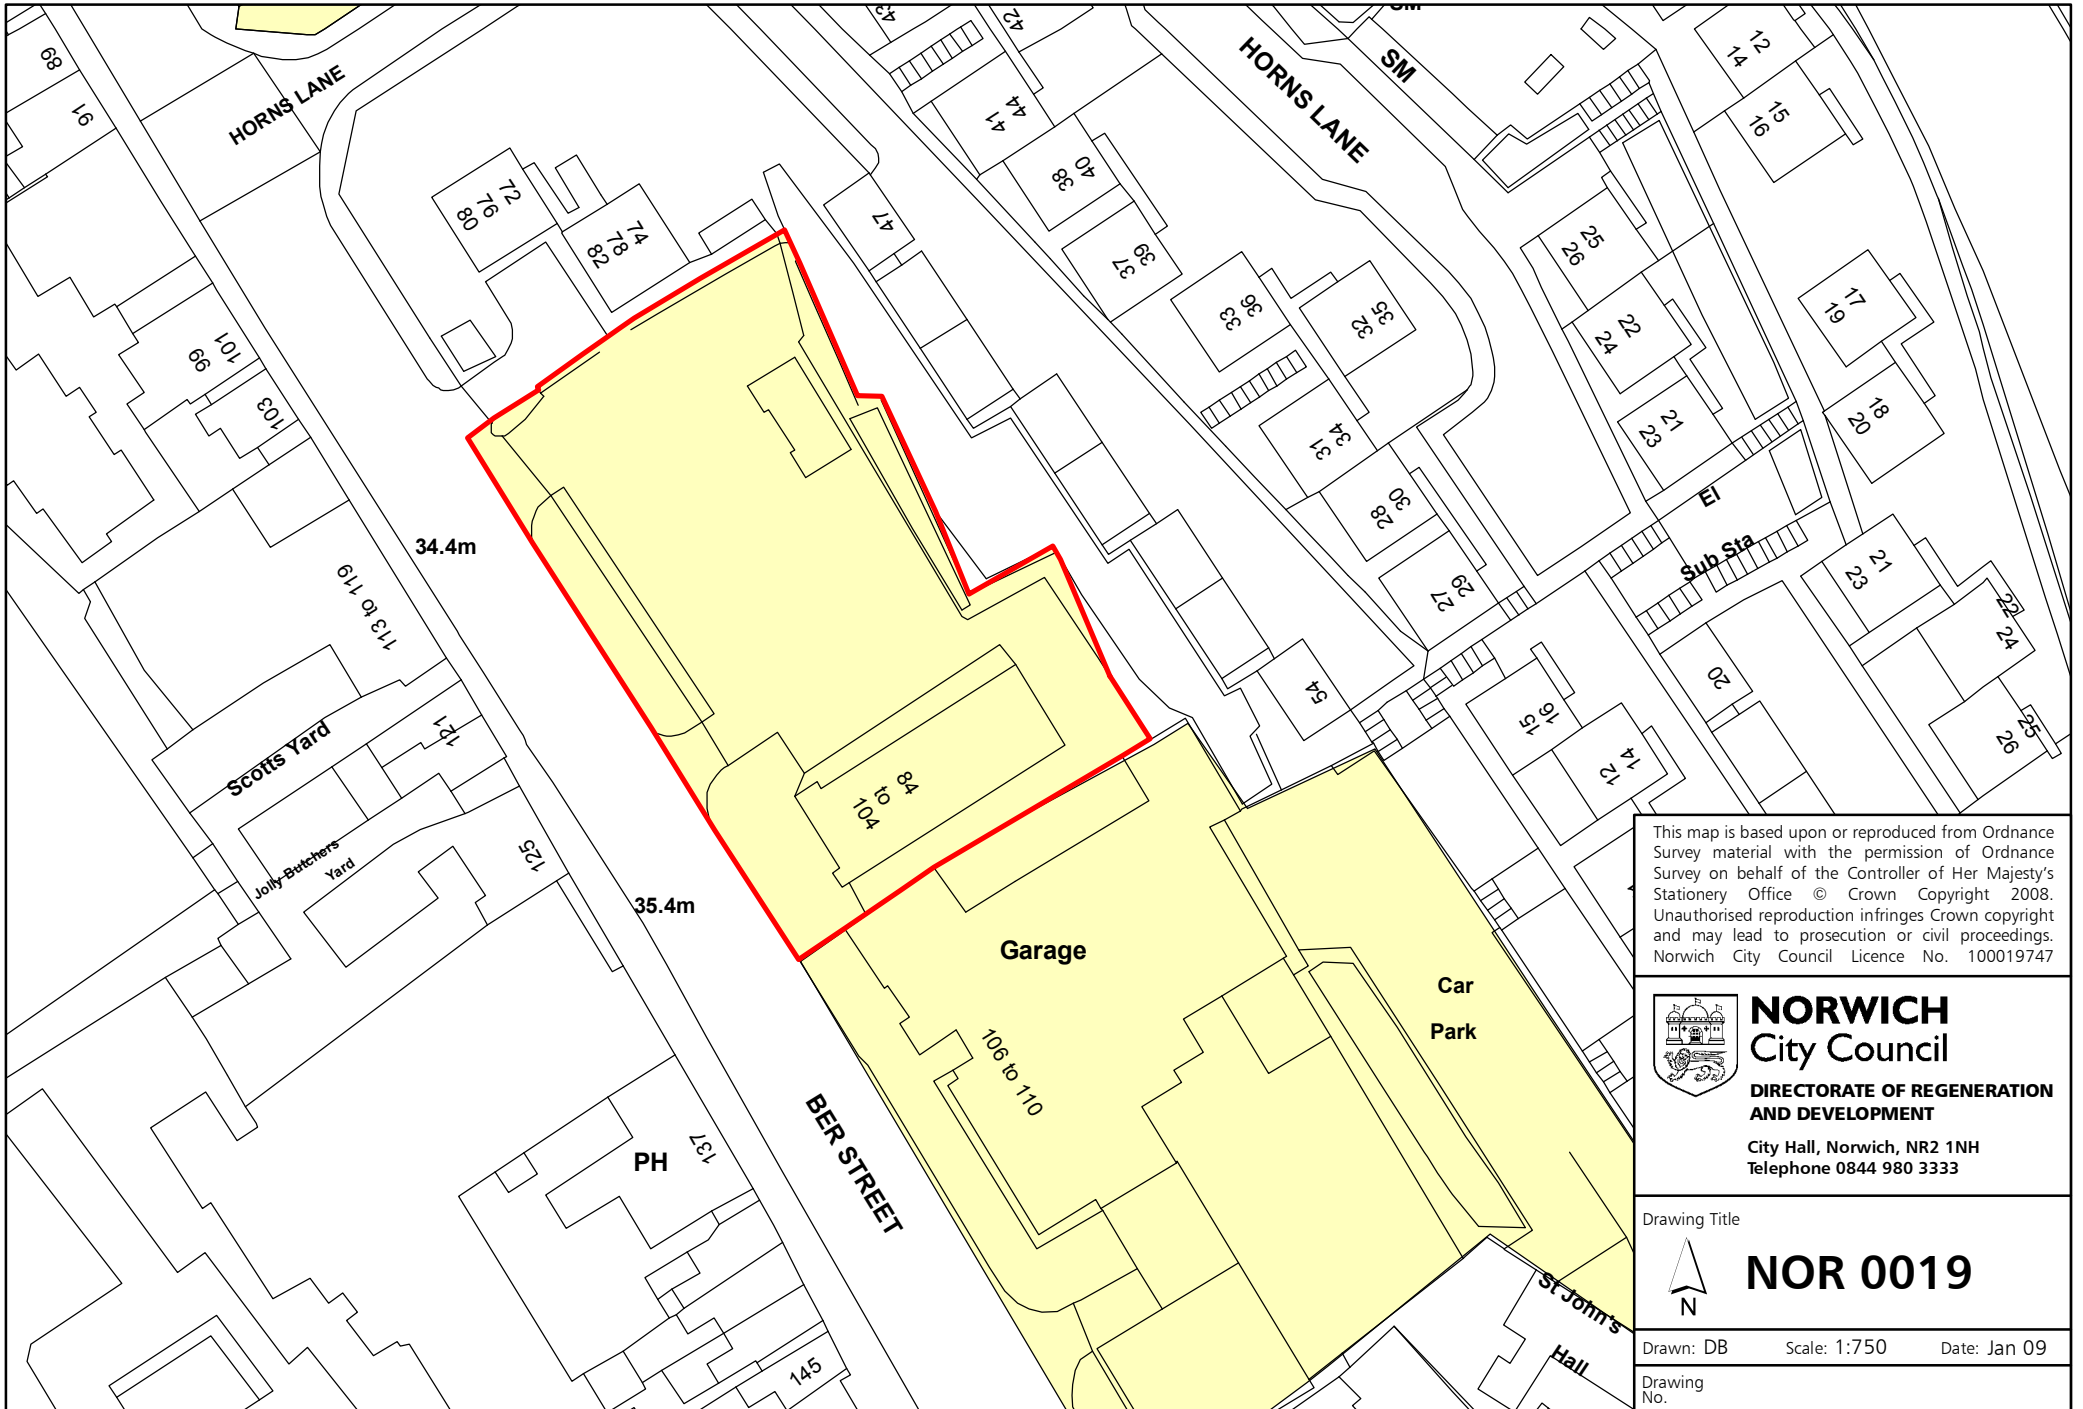 SM
43
42
12
14
68
91
HORNS LANE
HORNS LANE
SM
44
41
15
16
40
38
72
76
80
74
78
82
47
39
37
25
26
36
33
35
32
22
24
17
19
101
99
103
34
31
21
23
18
20
30
28
El
Sub Sta
34.4m
113 to 119
29
27
21
23
22
24
20
54
16
15
14
12
25
26
Scotts Yard
121
84
to
104
Jolly Butchers
Yard
125
35.4m
Garage
Car
Park
106 to 110
BER STREET
PH
137
145
St John's
Hall
This map is based upon or reproduced from Ordnance
Survey material with the permission of Ordnance
Survey on behalf of the Controller of Her Majesty's
Stationery Office © Crown Copyright 2008.
Unauthorised reproduction infringes Crown copyright
and may lead to prosecution or civil proceedings.
Norwich City Council Licence No. 100019747
NORWICH
City Council
DIRECTORATE OF REGENERATION
AND DEVELOPMENT
City Hall, Norwich, NR2 1NH
Telephone 0844 980 3333
Drawing Title
N
NOR 0019
Drawn: DB Scale: 1:750 Date: Jan 09
Drawing
No.